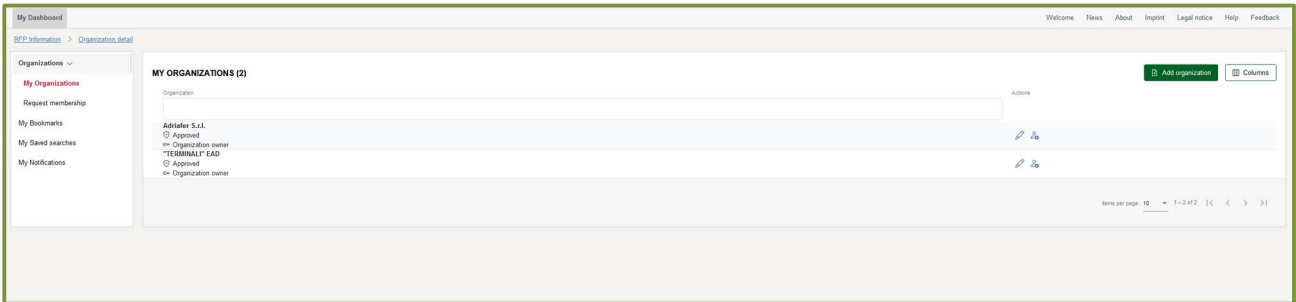 My Dashboard
Welcome News About Imprint Legal notice Help Feedback
RFP Information > Organization detail
Organizations
My Organizations
Request membership
My Bookmarks
My Saved searches
My Notifications
MY ORGANIZATIONS (2)
Add organization
Columns
Organization
Actions
Adriafer S.r.l.
Approved
Organization owner
"TERMINALI" EAD
Approved
Organization owner
Items per page: 10 1 – 2 of 2